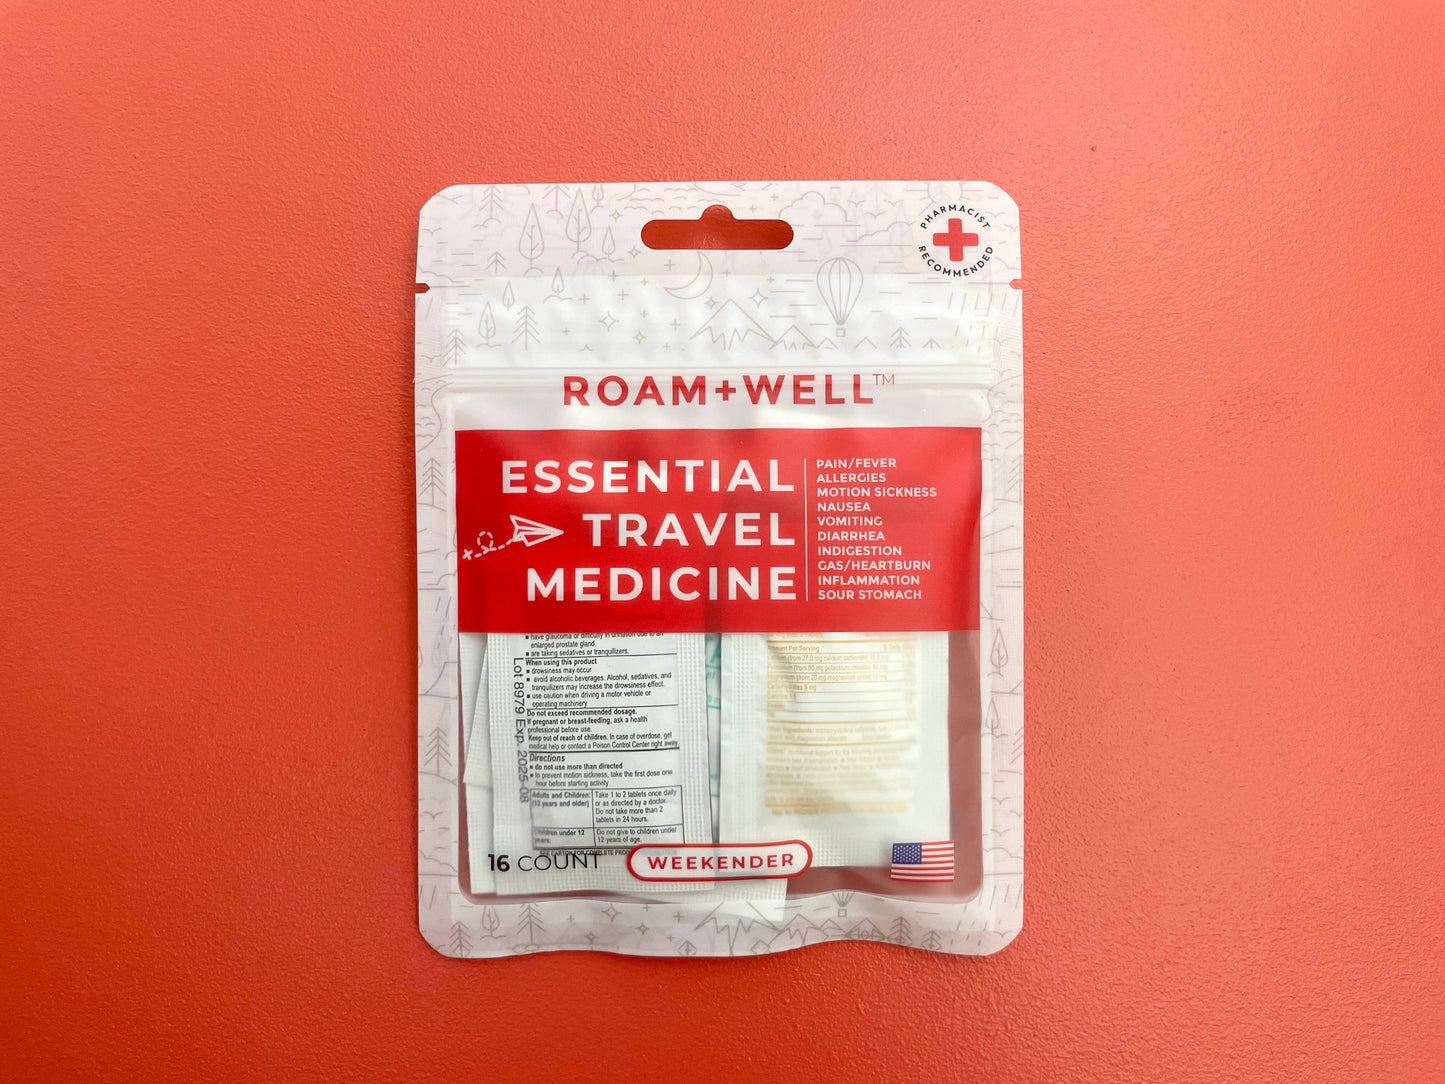 PHARMACIST
RECOMMENDED
ROAM+WELL™
ESSENTIAL
TRAVEL
MEDICINE
PAIN/FEVER
ALLERGIES
MOTION SICKNESS
NAUSEA
VOMITING
DIARRHEA
INDIGESTION
GAS/HEARTBURN
INFLAMMATION
SOUR STOMACH
■ have glaucoma or difficulty in urination due to an
enlarged prostate gland.
■ are taking sedatives or tranquilizers.
When using this product
■ drowsiness may occur
■ avoid alcoholic beverages. Alcohol, sedatives, and
tranquilizers may increase the drowsiness effect.
■ use caution when driving a motor vehicle or
operating machinery
Do not exceed recommended dosage.
If pregnant or breast-feeding, ask a health
professional before use.
Keep out of reach of children. In case of overdose, get
medical help or contact a Poison Control Center right away.
Directions
■ do not use more than directed
■ to prevent motion sickness, take the first dose one
hour before starting activity
Adults and Children:
(12 years and older)
Take 1 to 2 tablets once daily
or as directed by a doctor.
Do not take more than 2
tablets in 24 hours.
Children under 12
years:
Do not give to children under
12 years of age.
Lot 8979 Exp. 2025-08
Amount Per Serving
16 COUNT
WEEKENDER